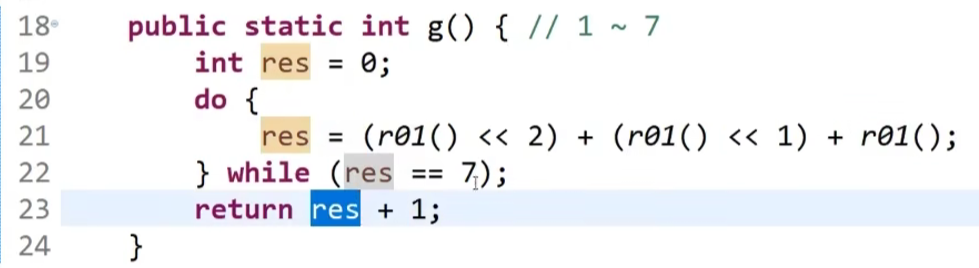 18 public static int g() { // 1 ~ 7
19 int res = 0;
20 do {
21 res = (r01() << 2) + (r01() << 1) + r01();
22 } while (res == 7);
23 return res + 1;
24 }